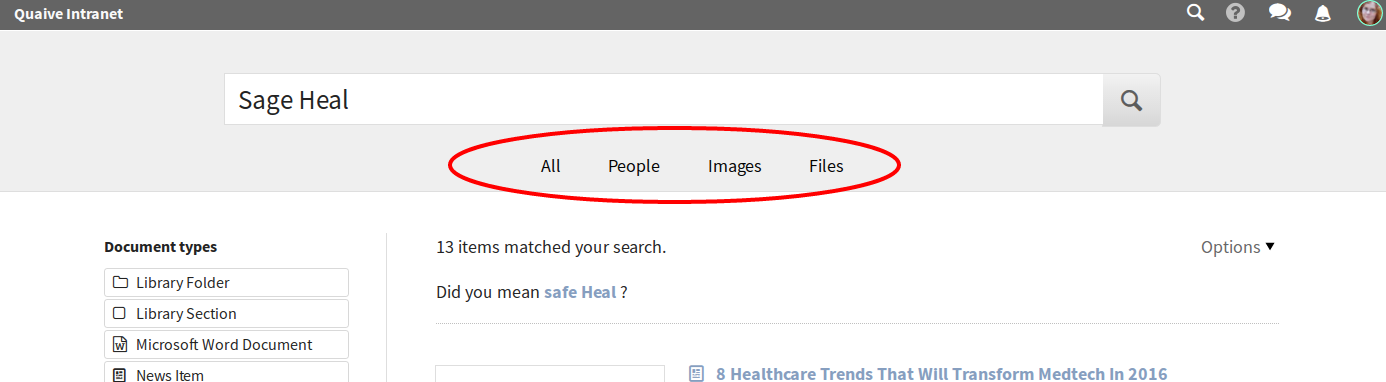 Quaive Intranet
Sage Heal
All People Images Files
Document types
Library Folder
Library Section
Microsoft Word Document
News Item
13 items matched your search.
Options
Did you mean safe Heal ?
8 Healthcare Trends That Will Transform Medtech In 2016